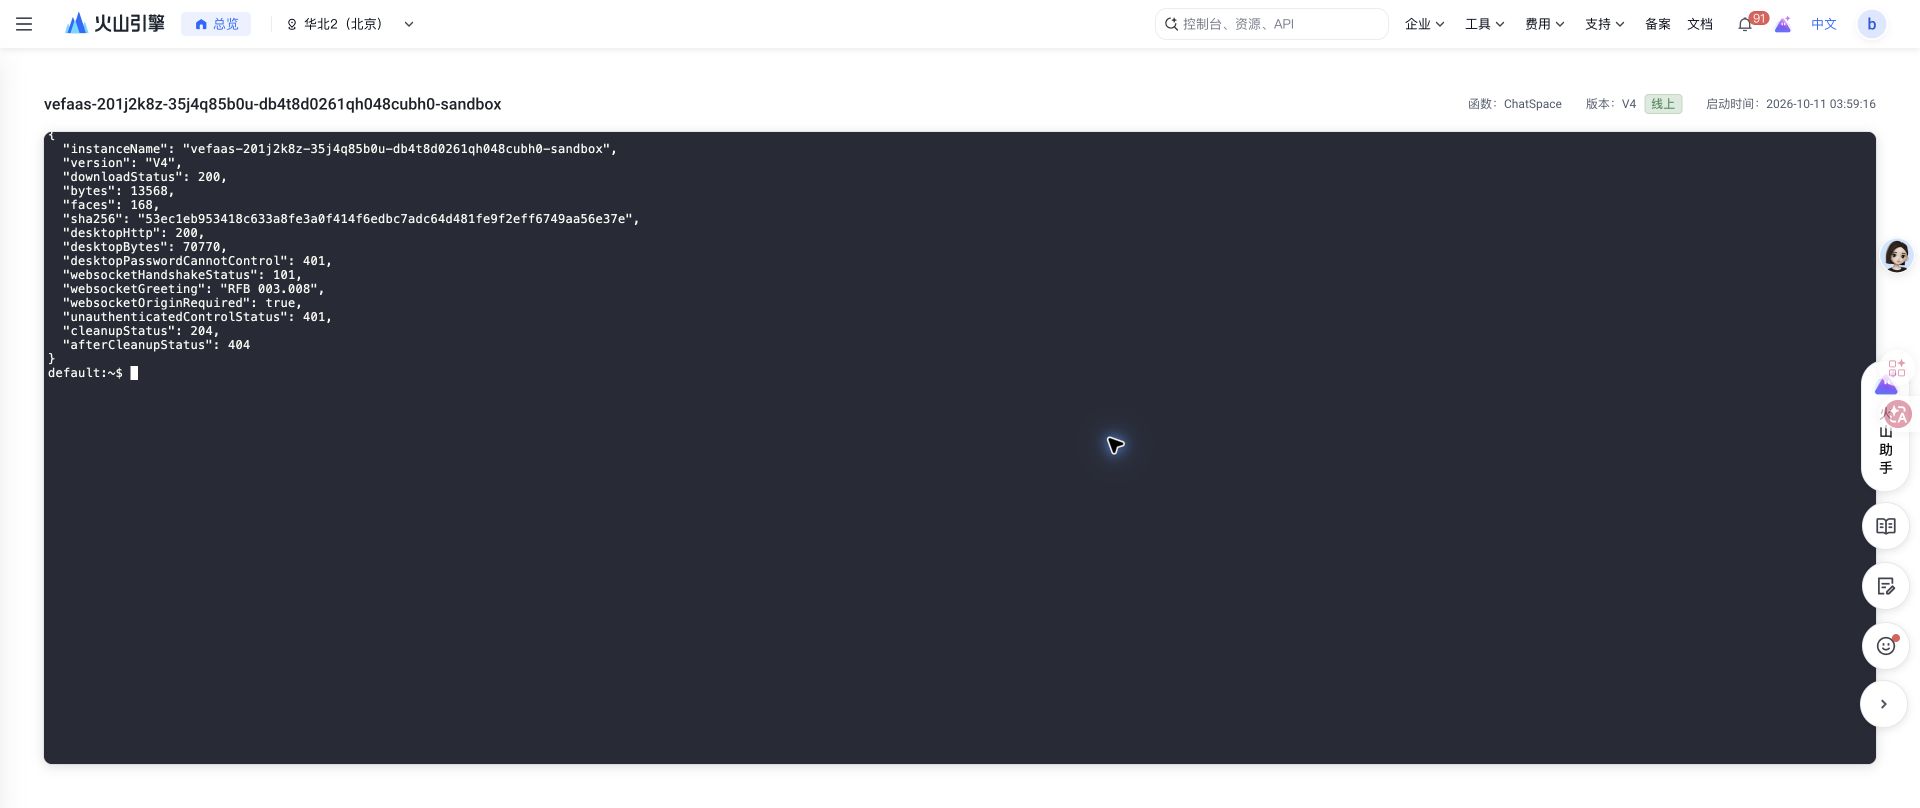 火山引擎 总览 华北2（北京） 控制台、资源、API 企业 工具 费用 支持 备案 文档 91 中文 b
vefaas-201j2k8z-35j4q85b0u-db4t8d0261qh048cubh0-sandbox 函数：ChatSpace 版本：V4 线上 启动时间：2026-10-11 03:59:16
{
"instanceName": "vefaas-201j2k8z-35j4q85b0u-db4t8d0261qh048cubh0-sandbox",
"version": "V4",
"downloadStatus": 200,
"bytes": 13568,
"faces": 168,
"sha256": "53ec1eb953418c633a8fe3a0f414f6edbc7adc64d481fe9f2eff6749aa56e37e",
"desktopHttp": 200,
"desktopBytes": 70770,
"desktopPasswordCannotControl": 401,
"websocketHandshakeStatus": 101,
"websocketGreeting": "RFB 003.008",
"websocketOriginRequired": true,
"unauthenticatedControlStatus": 401,
"cleanupStatus": 204,
"afterCleanupStatus": 404
}
default:~$
火
山
助
手